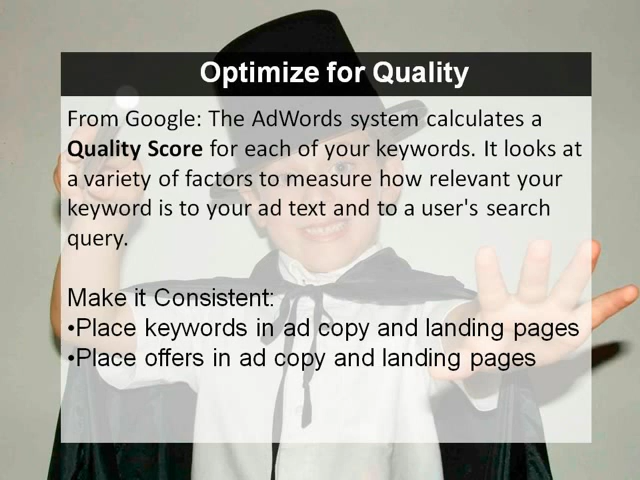 Optimize for Quality
From Google: The AdWords system calculates a
Quality Score for each of your keywords. It looks at
a variety of factors to measure how relevant your
keyword is to your ad text and to a user's search
query.
Make it Consistent:
•Place keywords in ad copy and landing pages
•Place offers in ad copy and landing pages